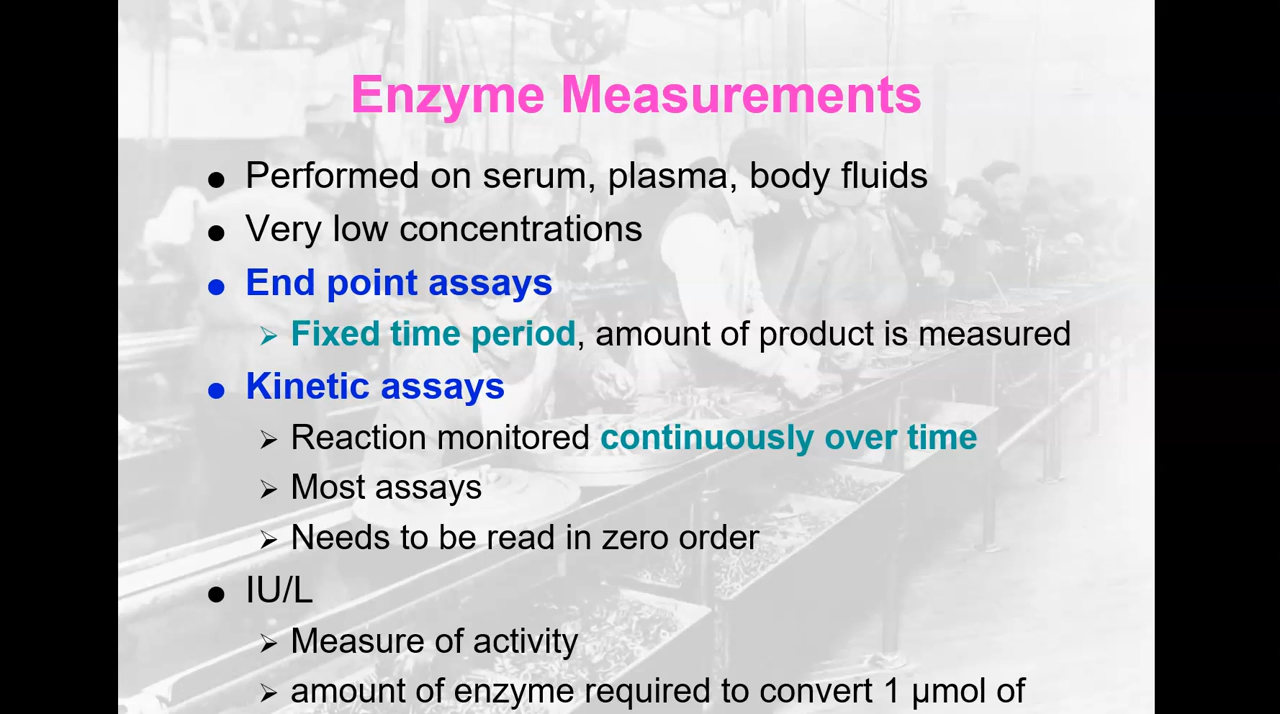 Enzyme Measurements
● Performed on serum, plasma, body fluids
● Very low concentrations
● End point assays
➢ Fixed time period, amount of product is measured
● Kinetic assays
➢ Reaction monitored continuously over time
➢ Most assays
➢ Needs to be read in zero order
● IU/L
➢ Measure of activity
➢ amount of enzyme required to convert 1 µmol of